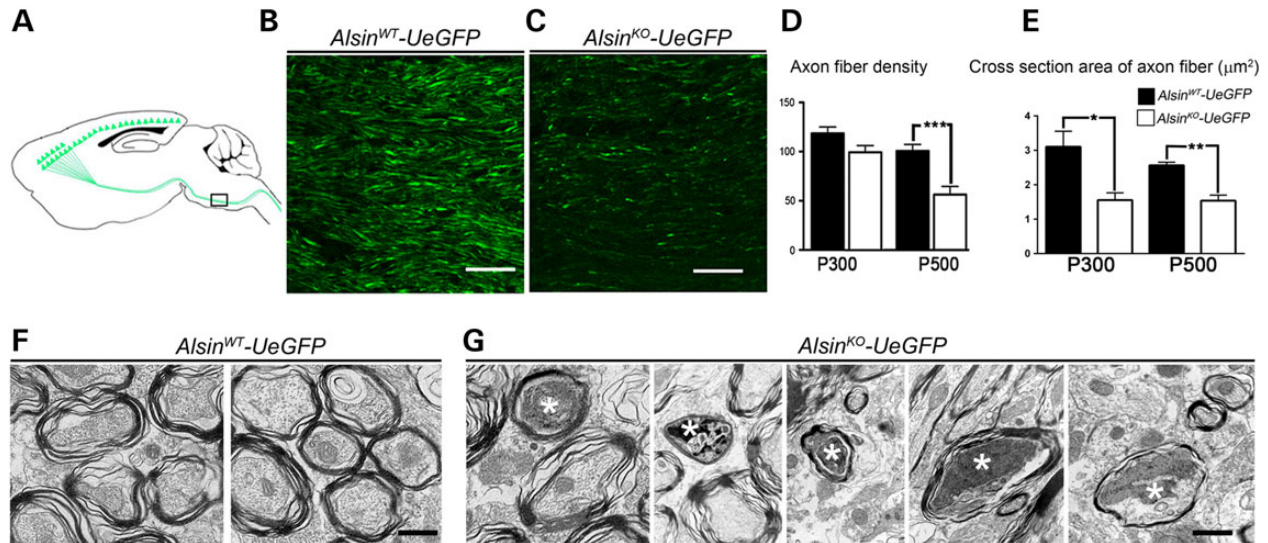 A
B
Alsin^WT-UeGFP
C
Alsin^KO-UeGFP
D
Axon fiber density
150
100
50
0
***
P300
P500
E
Cross section area of axon fiber (μm²)
Alsin^WT-UeGFP
Alsin^KO-UeGFP
4
3
2
1
0
*
**
P300
P500
F
Alsin^WT-UeGFP
G
Alsin^KO-UeGFP
*
*
*
*
*